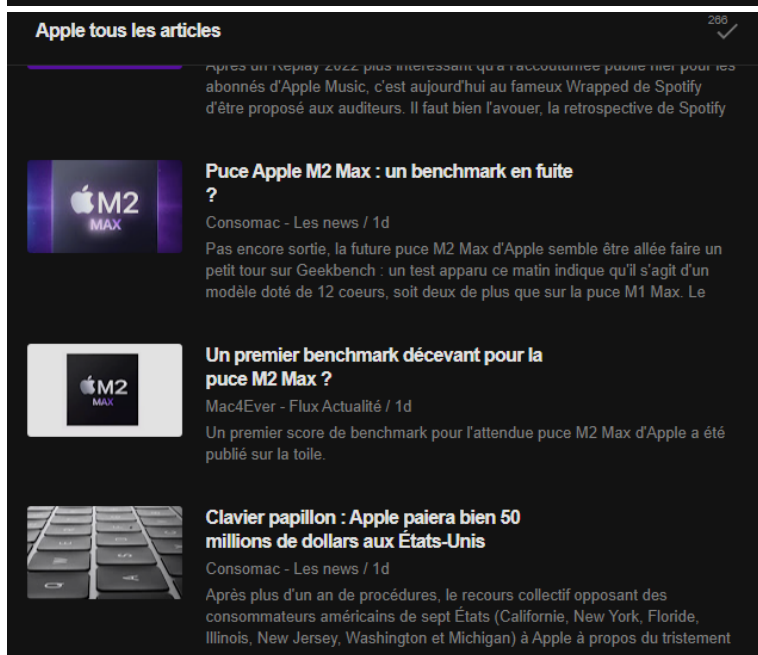 Apple tous les articles
266
Après un Replay 2022 plus intéressant qu'à l'accoutumée publié hier pour les
abonnés d'Apple Music, c'est aujourd'hui au fameux Wrapped de Spotify
d'être proposé aux auditeurs. Il faut bien l'avouer, la retrospective de Spotify
M2
MAX
Puce Apple M2 Max : un benchmark en fuite
?
Consomac - Les news / 1d
Pas encore sortie, la future puce M2 Max d'Apple semble être allée faire un
petit tour sur Geekbench : un test apparu ce matin indique qu'il s'agit d'un
modèle doté de 12 coeurs, soit deux de plus que sur la puce M1 Max. Le
M2
MAX
Un premier benchmark décevant pour la
puce M2 Max ?
Mac4Ever - Flux Actualité / 1d
Un premier score de benchmark pour l'attendue puce M2 Max d'Apple a été
publié sur la toile.
Clavier papillon : Apple paiera bien 50
millions de dollars aux États-Unis
Consomac - Les news / 1d
Après plus d'un an de procédures, le recours collectif opposant des
consommateurs américains de sept États (Californie, New York, Floride,
Illinois, New Jersey, Washington et Michigan) à Apple à propos du tristement